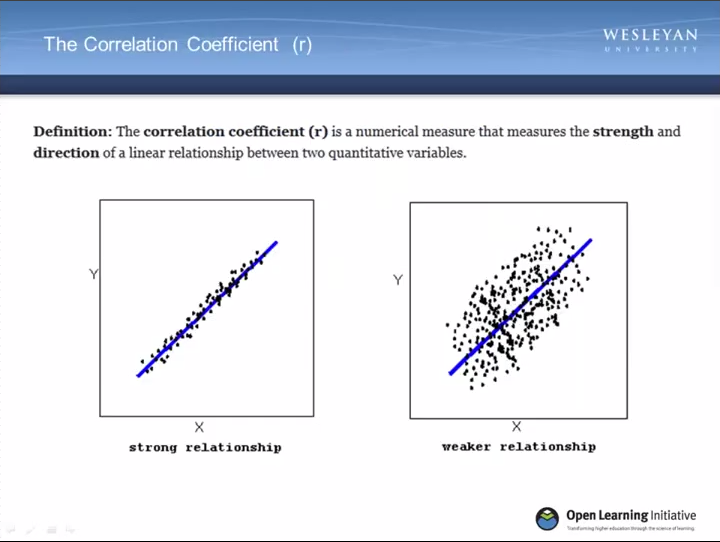 The Correlation Coefficient (r)
WESLEYAN
UNIVERSITY
Definition: The correlation coefficient (r) is a numerical measure that measures the strength and
direction of a linear relationship between two quantitative variables.
Y
X
strong relationship
Y
X
weaker relationship
Open Learning Initiative
Transforming higher education through the science of learning.